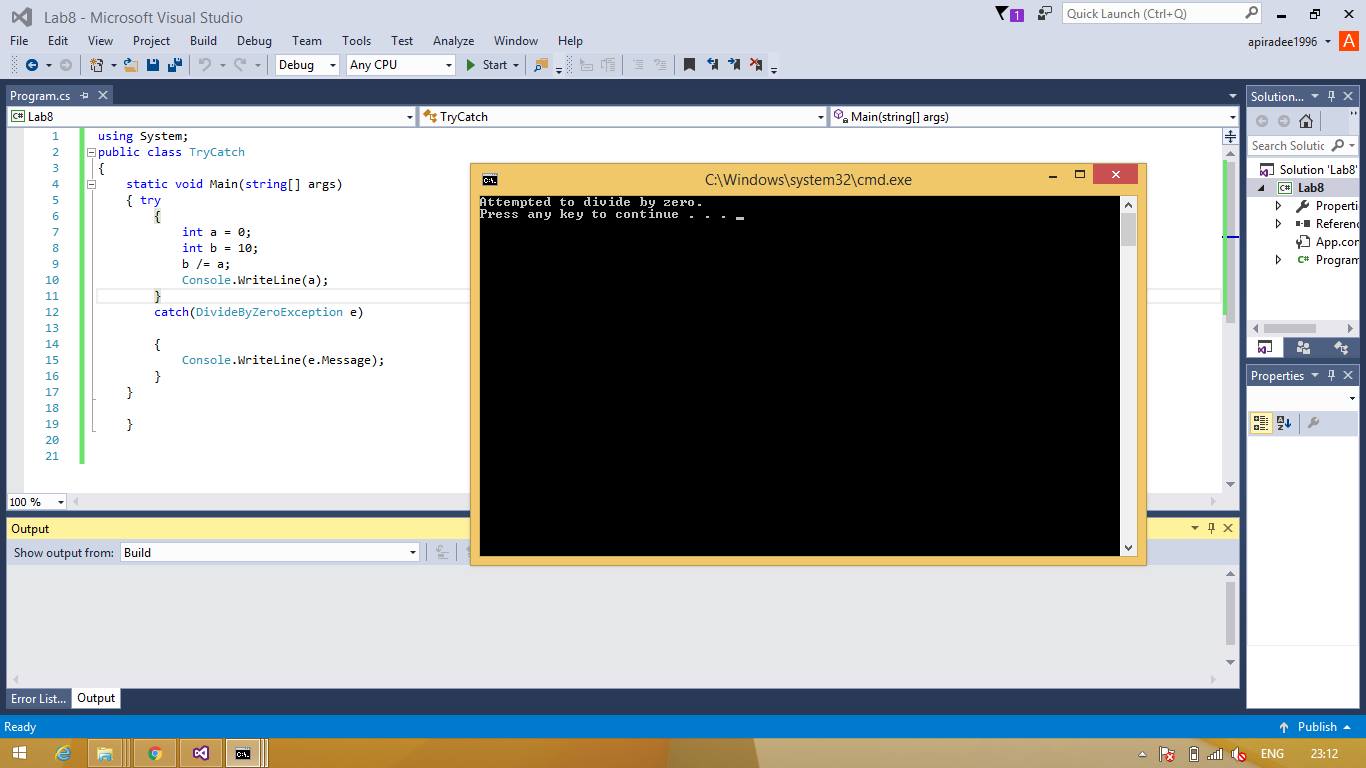 Lab8 - Microsoft Visual Studio
1
Quick Launch (Ctrl+Q)
File Edit View Project Build Debug Team Tools Test Analyze Window Help
apiradee1996
A
Debug Any CPU Start
Program.cs
C# Lab8
TryCatch
Main(string[] args)
1 using System;
2 public class TryCatch
3 {
4 static void Main(string[] args)
5 { try
6 {
7 int a = 0;
8 int b = 10;
9 b /= a;
10 Console.WriteLine(a);
11 }
12 catch(DivideByZeroException e)
13
14 {
15 Console.WriteLine(e.Message);
16 }
17 }
18
19 }
20
21
100 %
C:\Windows\system32\cmd.exe
Attempted to divide by zero.
Press any key to continue . . . _
Solution...
Search Solutic
Solution 'Lab8'
C# Lab8
Properti
Referenc
App.con
C# Program
Properties
Output
Show output from: Build
Error List... Output
Ready
Publish
ENG 23:12